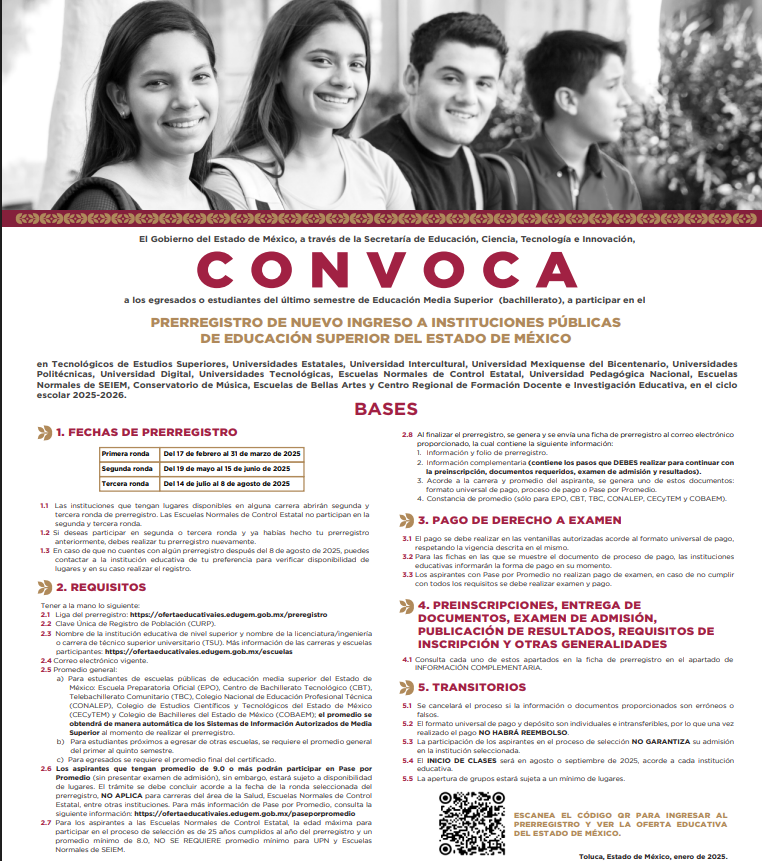 El Gobierno del Estado de México, a través de la Secretaría de Educación, Ciencia, Tecnología e Innovación,
CONVOCA
a los egresados o estudiantes del último semestre de Educación Media Superior (bachillerato), a participar en el
PRERREGISTRO DE NUEVO INGRESO A INSTITUCIONES PÚBLICAS
DE EDUCACIÓN SUPERIOR DEL ESTADO DE MÉXICO
en Tecnológicos de Estudios Superiores, Universidades Estatales, Universidad Intercultural, Universidad Mexiquense del Bicentenario, Universidades
Politécnicas, Universidad Digital, Universidades Tecnológicas, Escuelas Normales de Control Estatal, Universidad Pedagógica Nacional, Escuelas
Normales de SEIEM, Conservatorio de Música, Escuelas de Bellas Artes y Centro Regional de Formación Docente e Investigación Educativa, en el ciclo
escolar 2025-2026.
BASES
1. FECHAS DE PRERREGISTRO
Primera ronda Del 17 de febrero al 31 de marzo de 2025
Segunda ronda Del 19 de mayo al 15 de junio de 2025
Tercera ronda Del 14 de julio al 8 de agosto de 2025
1.1 Las instituciones que tengan lugares disponibles en alguna carrera abrirán segunda y
tercera ronda de prerregistro. Las Escuelas Normales de Control Estatal no participan en la
segunda y tercera ronda.
1.2 Si deseas participar en segunda o tercera ronda y ya habías hecho tu prerregistro
anteriormente, debes realizar tu prerregistro nuevamente.
1.3 En caso de que no cuentes con algún prerregistro después del 8 de agosto de 2025, puedes
contactar a la institución educativa de tu preferencia para verificar disponibilidad de
lugares y en su caso realizar el registro.
2. REQUISITOS
Tener a la mano lo siguiente:
2.1 Liga del prerregistro: https://ofertaeducativaies.edugem.gob.mx/preregistro
2.2 Clave Única de Registro de Población (CURP).
2.3 Nombre de la institución educativa de nivel superior y nombre de la licenciatura/ingeniería
o carrera de técnico superior universitario (TSU). Más información de las carreras y escuelas
participantes: https://ofertaeducativaies.edugem.gob.mx/escuelas
2.4 Correo electrónico vigente.
2.5 Promedio general:
a) Para estudiantes de escuelas públicas de educación media superior del Estado de
México: Escuela Preparatoria Oficial (EPO), Centro de Bachillerato Tecnológico (CBT),
Telebachillerato Comunitario (TBC), Colegio Nacional de Educación Profesional Técnica
(CONALEP), Colegio de Estudios Científicos y Tecnológicos del Estado de México
(CECyTEM) y Colegio de Bachilleres del Estado de México (COBAEM); el promedio se
obtendrá de manera automática de los Sistemas de Información Autorizados de Media
Superior al momento de realizar el prerregistro.
b) Para estudiantes próximos a egresar de otras escuelas, se requiere el promedio general
del primer al quinto semestre.
c) Para egresados se requiere el promedio final del certificado.
2.6 Los aspirantes que tengan promedio de 9.0 o más podrán participar en Pase por
Promedio (sin presentar examen de admisión), sin embargo, estará sujeto a disponibilidad
de lugares. El trámite se debe concluir acorde a la fecha de la ronda seleccionada del
prerregistro, NO APLICA para carreras del área de la Salud, Escuelas Normales de Control
Estatal, entre otras instituciones. Para más información de Pase por Promedio, consulta la
siguiente información: https://ofertaeducativaies.edugem.gob.mx/paseporpromedio
2.7 Para los aspirantes a las Escuelas Normales de Control Estatal, la edad máxima para
participar en el proceso de selección es de 25 años cumplidos al año del prerregistro y un
promedio mínimo de 8.0, NO SE REQUIERE promedio mínimo para UPN y Escuelas
Normales de SEIEM.
2.8 Al finalizar el prerregistro, se genera y se envía una ficha de prerregistro al correo electrónico
proporcionado, la cual contiene la siguiente información:
1. Información y folio de prerregistro.
2. Información complementaria (contiene los pasos que DEBES realizar para continuar con
la preinscripción, documentos requeridos, examen de admisión y resultados).
3. Acorde a la carrera y promedio del aspirante, se genera uno de estos documentos:
formato universal de pago, proceso de pago o Pase por Promedio.
4. Constancia de promedio (sólo para EPO, CBT, TBC, CONALEP, CECyTEM y COBAEM).
3. PAGO DE DERECHO A EXAMEN
3.1 El pago se debe realizar en las ventanillas autorizadas acorde al formato universal de pago,
respetando la vigencia descrita en el mismo.
3.2 Para las fichas en las que se muestre el documento de proceso de pago, las instituciones
educativas informarán la forma de pago en su momento.
3.3 Los aspirantes con Pase por Promedio no realizan pago de examen, en caso de no cumplir
con todos los requisitos se debe realizar examen y pago.
4. PREINSCRIPCIONES, ENTREGA DE
DOCUMENTOS, EXAMEN DE ADMISIÓN,
PUBLICACIÓN DE RESULTADOS, REQUISITOS DE
INSCRIPCIÓN Y OTRAS GENERALIDADES
4.1 Consulta cada uno de estos apartados en la ficha de prerregistro en el apartado de
INFORMACIÓN COMPLEMENTARIA.
5. TRANSITORIOS
5.1 Se cancelará el proceso si la información o documentos proporcionados son erróneos o
falsos.
5.2 El formato universal de pago y depósito son individuales e intransferibles, por lo que una vez
realizado el pago NO HABRÁ REEMBOLSO.
5.3 La participación de los aspirantes en el proceso de selección NO GARANTIZA su admisión
en la institución seleccionada.
5.4 El INICIO DE CLASES será en agosto o septiembre de 2025, acorde a cada institución
educativa.
5.5 La apertura de grupos estará sujeta a un mínimo de lugares.
ESCANEA EL CÓDIGO QR PARA INGRESAR AL
PRERREGISTRO Y VER LA OFERTA EDUCATIVA
DEL ESTADO DE MÉXICO.
Toluca, Estado de México, enero de 2025.